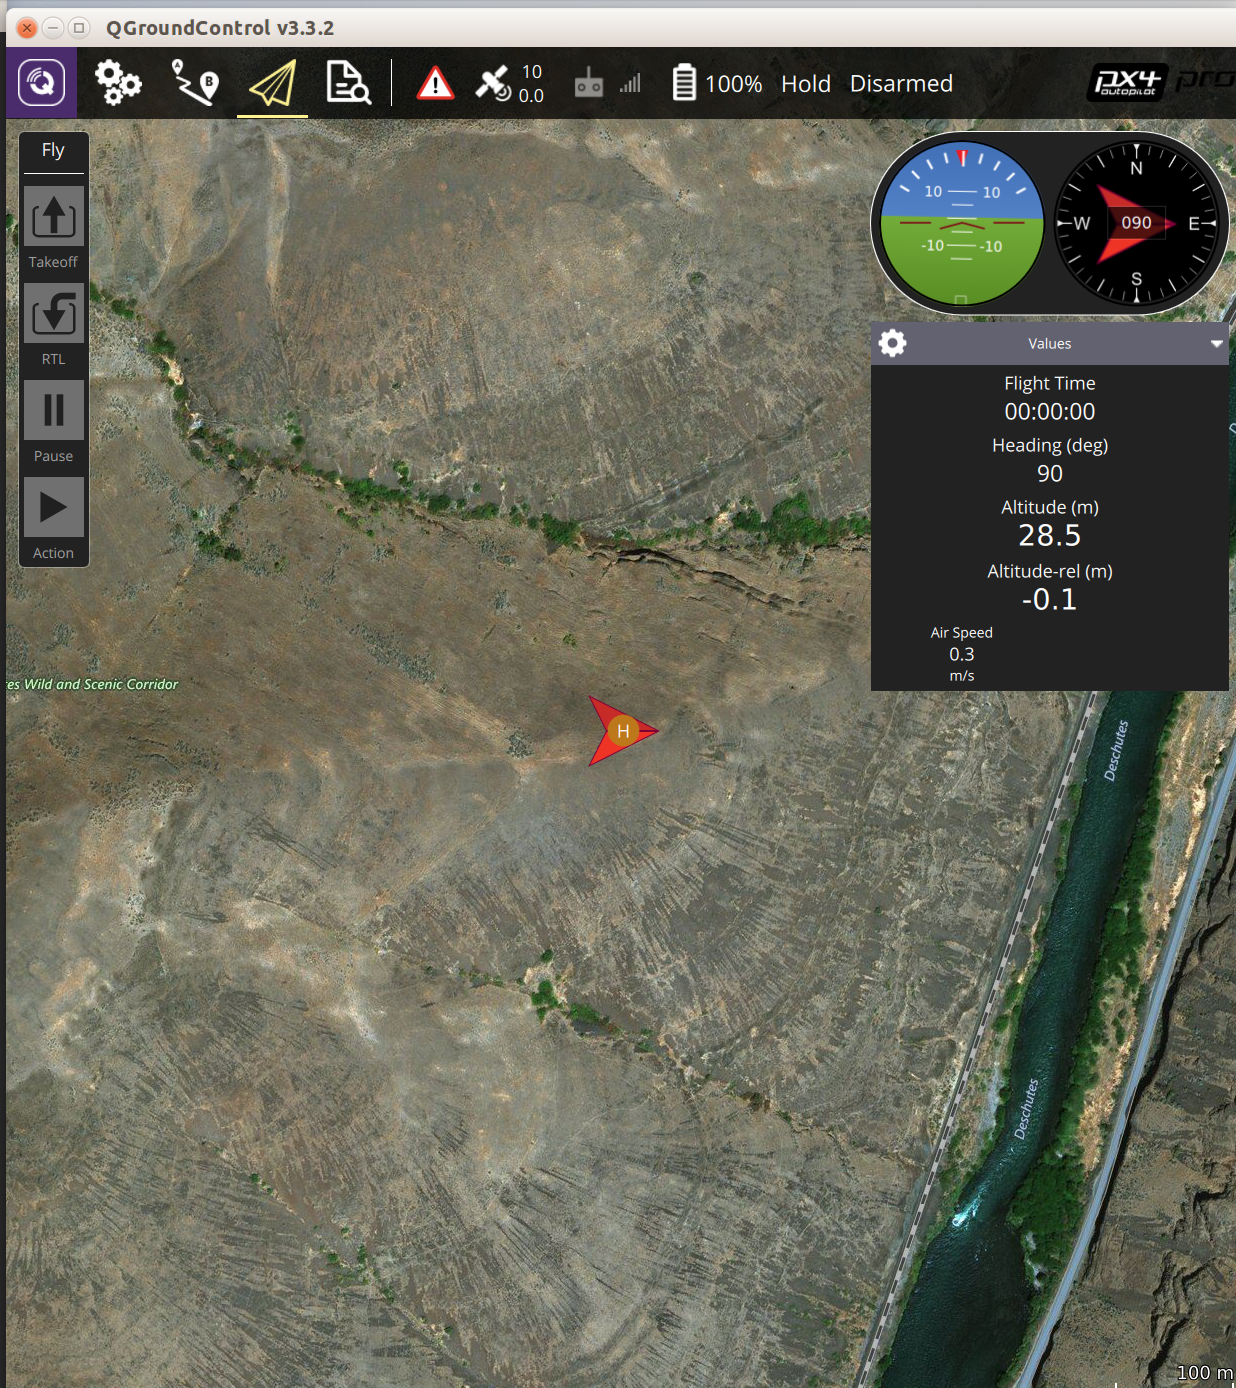 QGroundControl v3.3.2
A
B
10
0.0
100%
Hold
Disarmed
px4
autopilot
pro
Fly
Takeoff
RTL
Pause
Action
10 10
-10 -10
N
W 090 E
S
Values
Flight Time
00:00:00
Heading (deg)
90
Altitude (m)
28.5
Altitude-rel (m)
-0.1
Air Speed
0.3
m/s
es Wild and Scenic Corridor
H
Deschutes
Deschutes
100 m